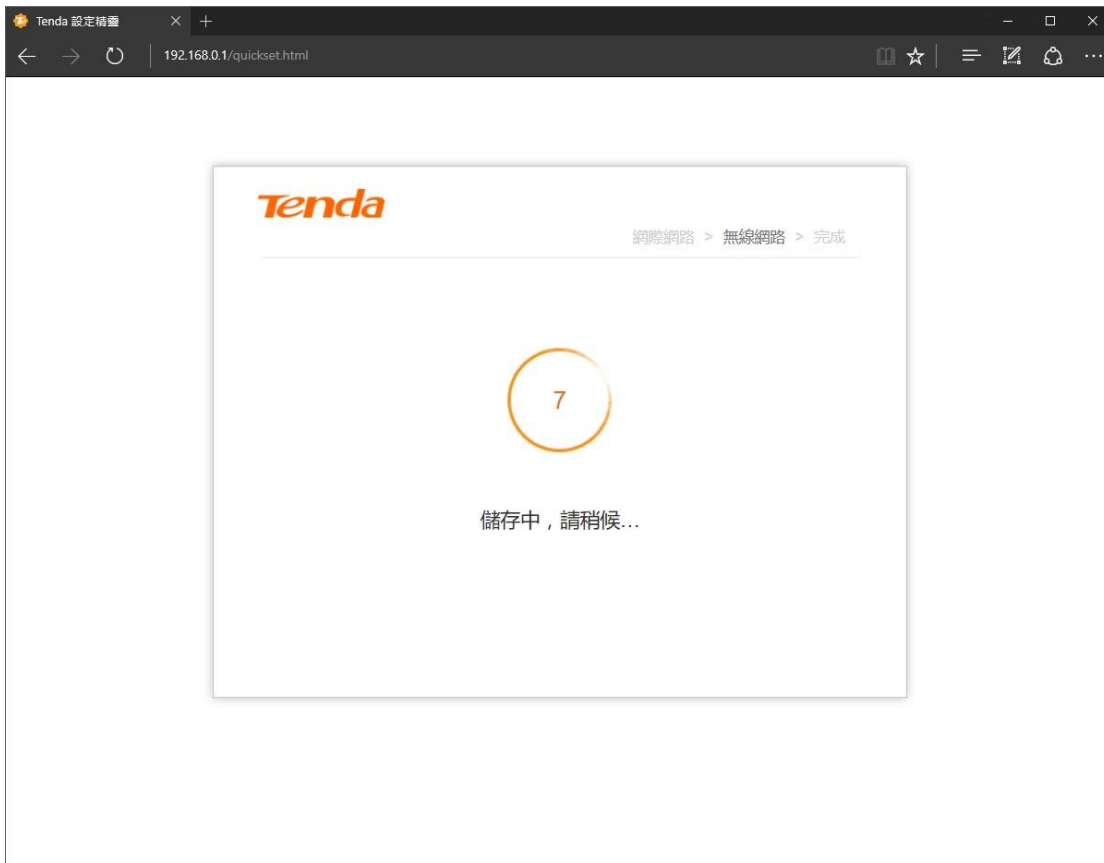 Tenda 設定精靈
192.168.0.1/quickset.html
Tenda
網際網路 > 無線網路 > 完成
7
儲存中，請稍候...